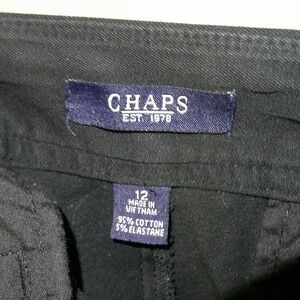 CHAPS
EST. 1978
12
MADE IN
VIETNAM
95% COTTON
5% ELASTANE